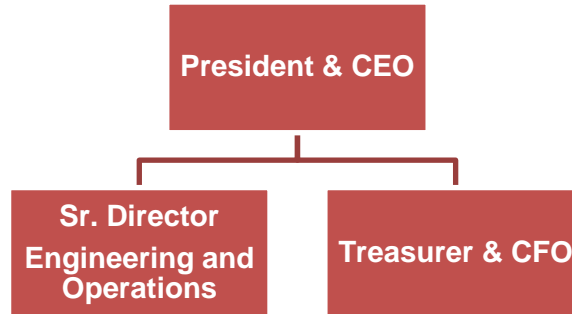 President & CEO
Sr. Director
Engineering and
Operations
Treasurer & CFO